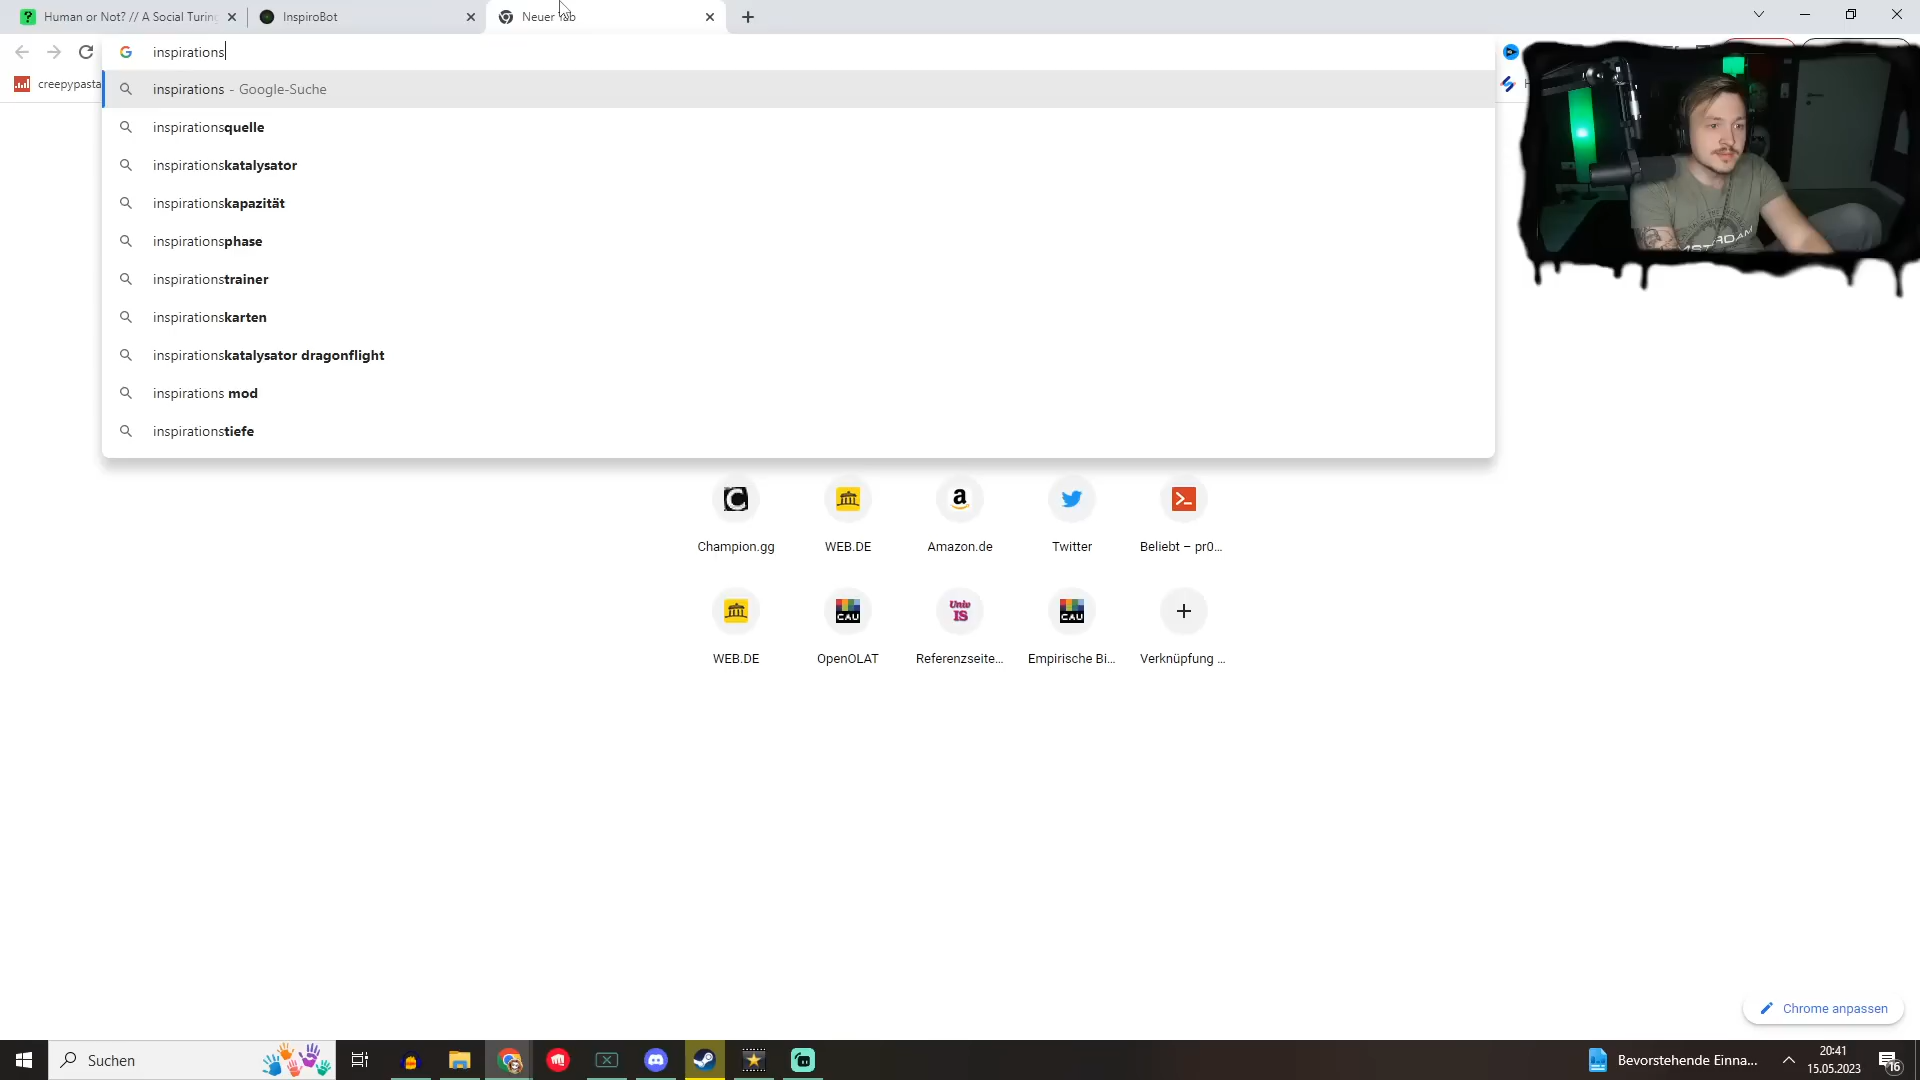 Human or Not? // A Social Turing
InspiroBot
Neuer Tab
inspirations
creepypasta
inspirations - Google-Suche
inspirationsquelle
inspirationskatalysator
inspirationskapazität
inspirationsphase
inspirationstrainer
inspirationskarten
inspirationskatalysator dragonflight
inspirations mod
inspirationstiefe
Champion.gg
WEB.DE
Amazon.de
Twitter
Beliebt – pr0...
WEB.DE
OpenOLAT
Referenzseite...
Empirische Bi...
Verknüpfung ...
Chrome anpassen
Suchen
Bevorstehende Einna...
20:41
15.05.2023
16